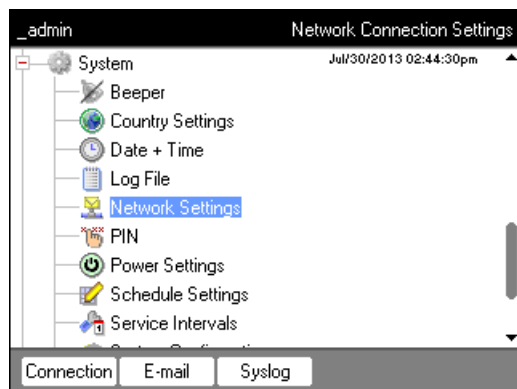 _admin Network Connection Settings
System Jul/30/2013 02:44:30pm
Beeper
Country Settings
Date + Time
Log File
Network Settings
PIN
Power Settings
Schedule Settings
Service Intervals
Connection E-mail Syslog